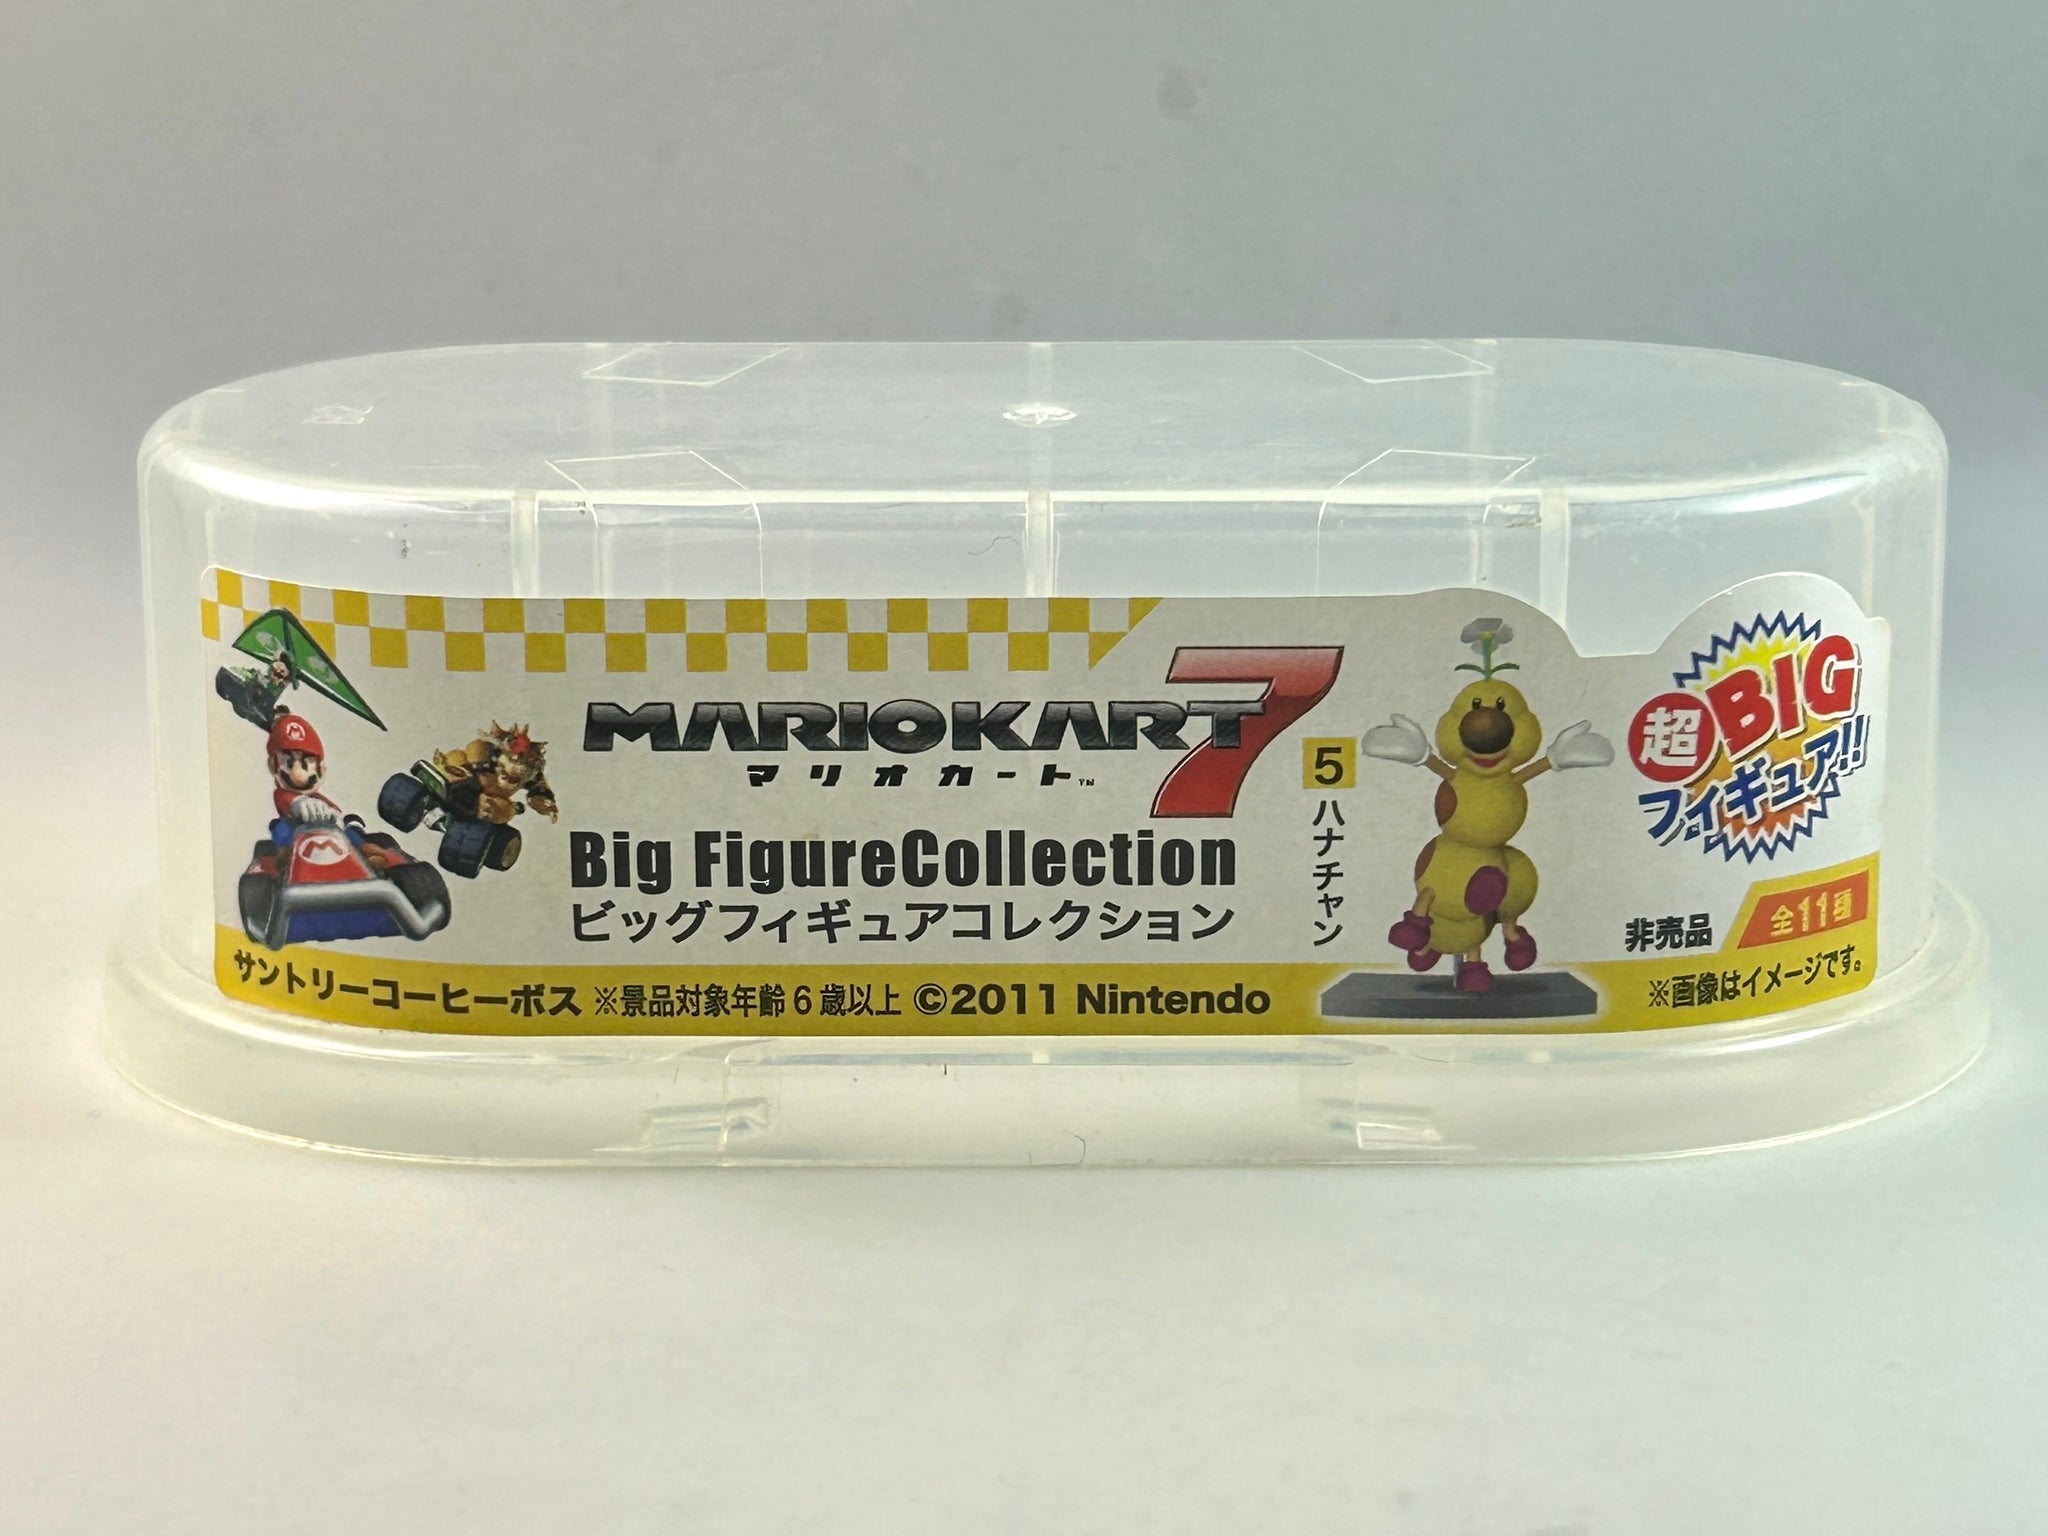 MARIOKART7
マリオカート™
Big FigureCollection
ビッグフィギュアコレクション
5
ハナチャン
超BIG
フィギュア!!
非売品
全11種
サントリーコーヒーボス ※景品対象年齢6歳以上 ©2011 Nintendo
※画像はイメージです。